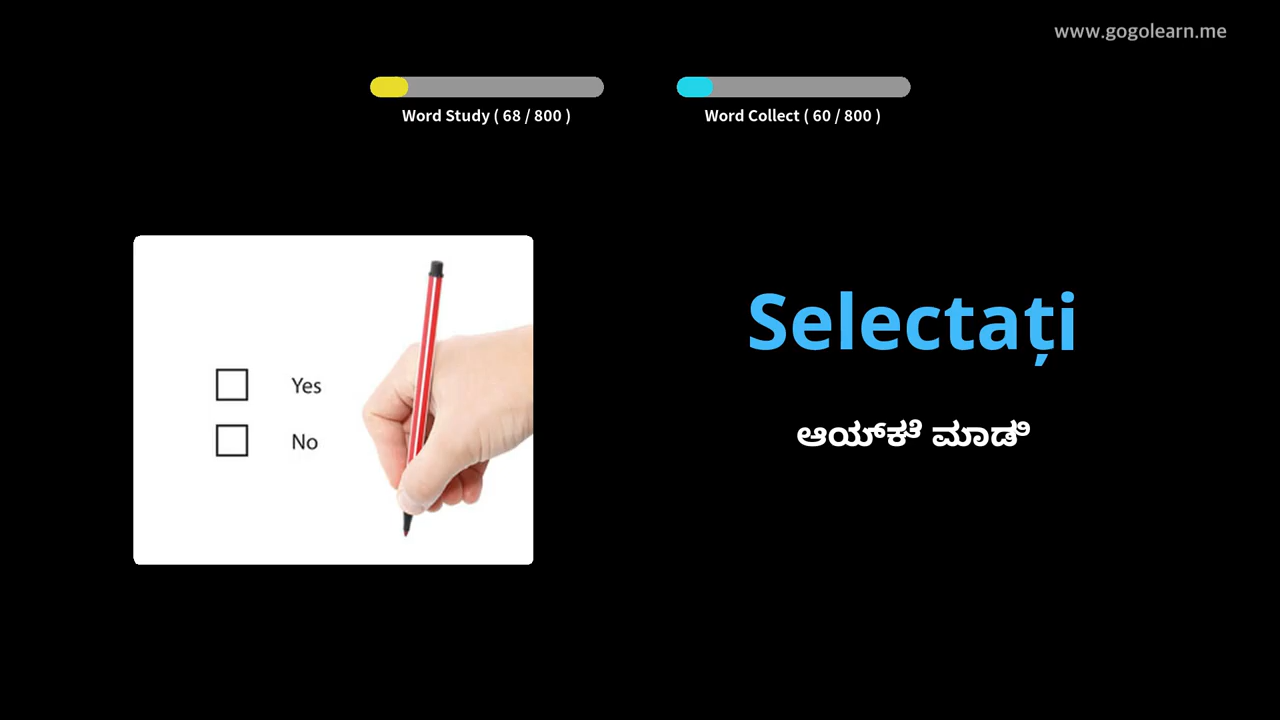 www.gogolearn.me
Word Study ( 68 / 800 )
Word Collect ( 60 / 800 )
Yes
No
Selectați
ಆಯ್ಕೆ ಮಾಡಿ